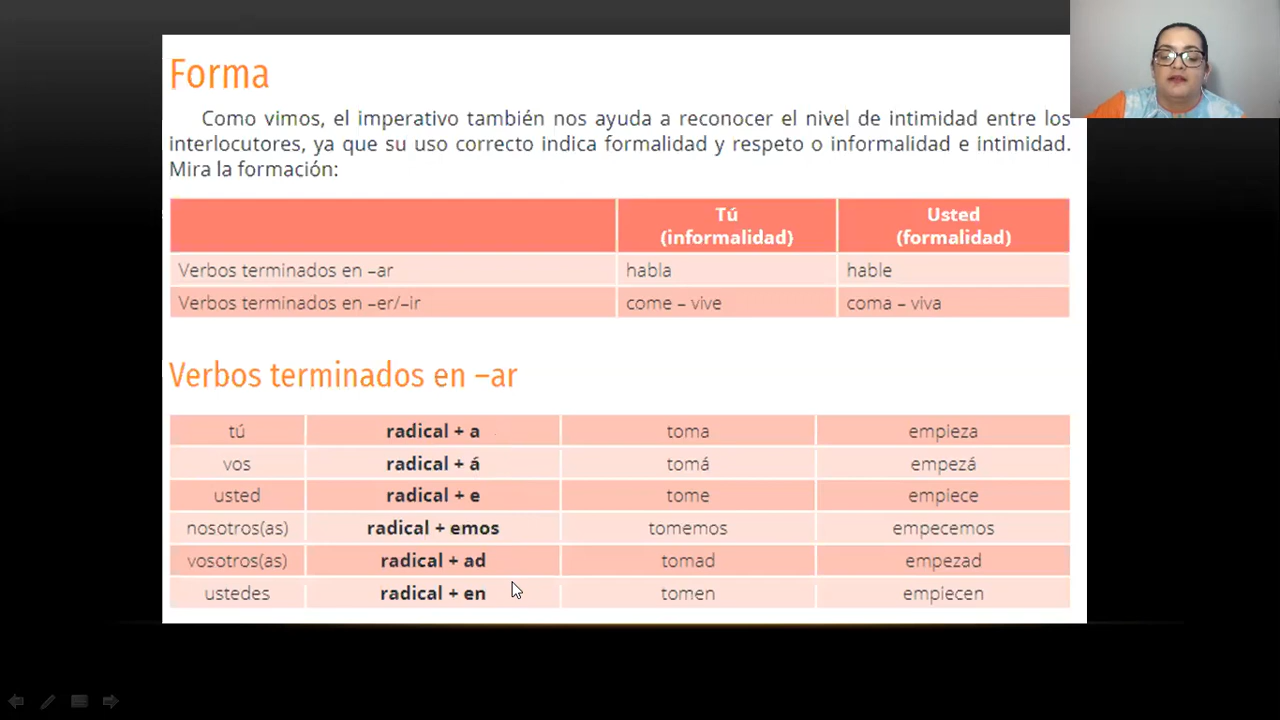 Forma
Como vimos, el imperativo también nos ayuda a reconocer el nivel de intimidad entre los
interlocutores, ya que su uso correcto indica formalidad y respeto o informalidad e intimidad.
Mira la formación:
Tú Usted
(informalidad) (formalidad)
Verbos terminados en –ar habla hable
Verbos terminados en –er/–ir come – vive coma – viva
Verbos terminados en –ar
tú radical + a toma empieza
vos radical + á tomá empezá
usted radical + e tome empiece
nosotros(as) radical + emos tomemos empecemos
vosotros(as) radical + ad tomad empezad
ustedes radical + en tomen empiecen